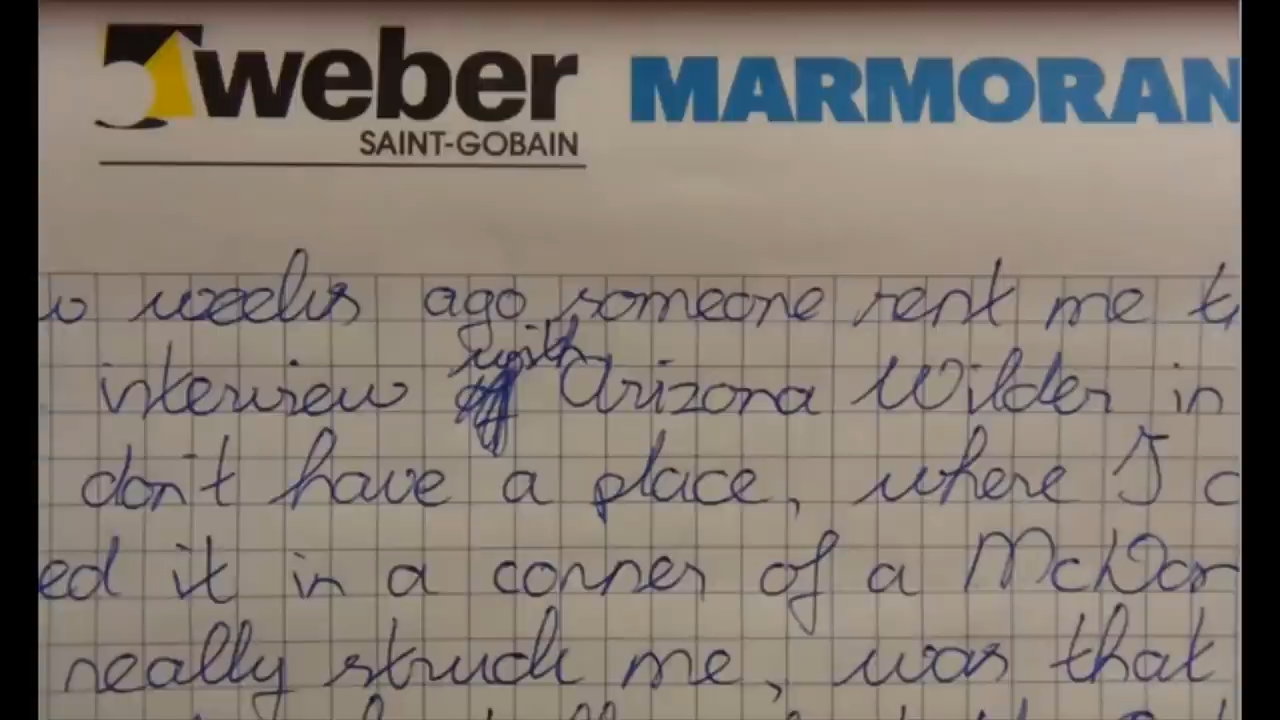 weber MARMORAN
SAINT-GOBAIN
weeks ago someone sent me
interview with Arizona Wilder in
don't have a place, where I c
ed it in a corner of a McDon
really struck me, was that